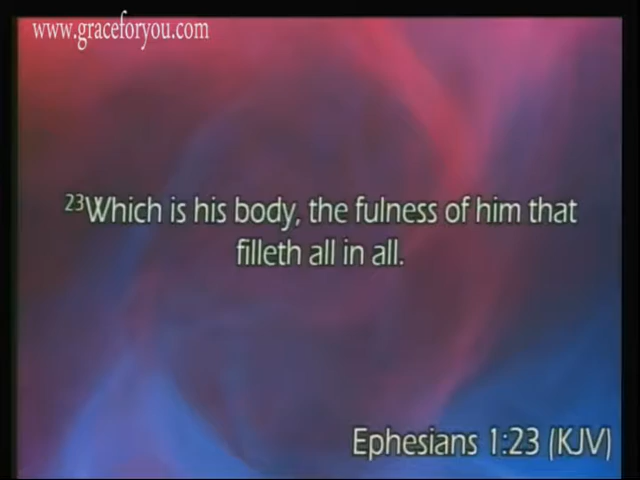 www.graceforyou.com
23Which is his body, the fulness of him that
filleth all in all.
Ephesians 1:23 (KJV)